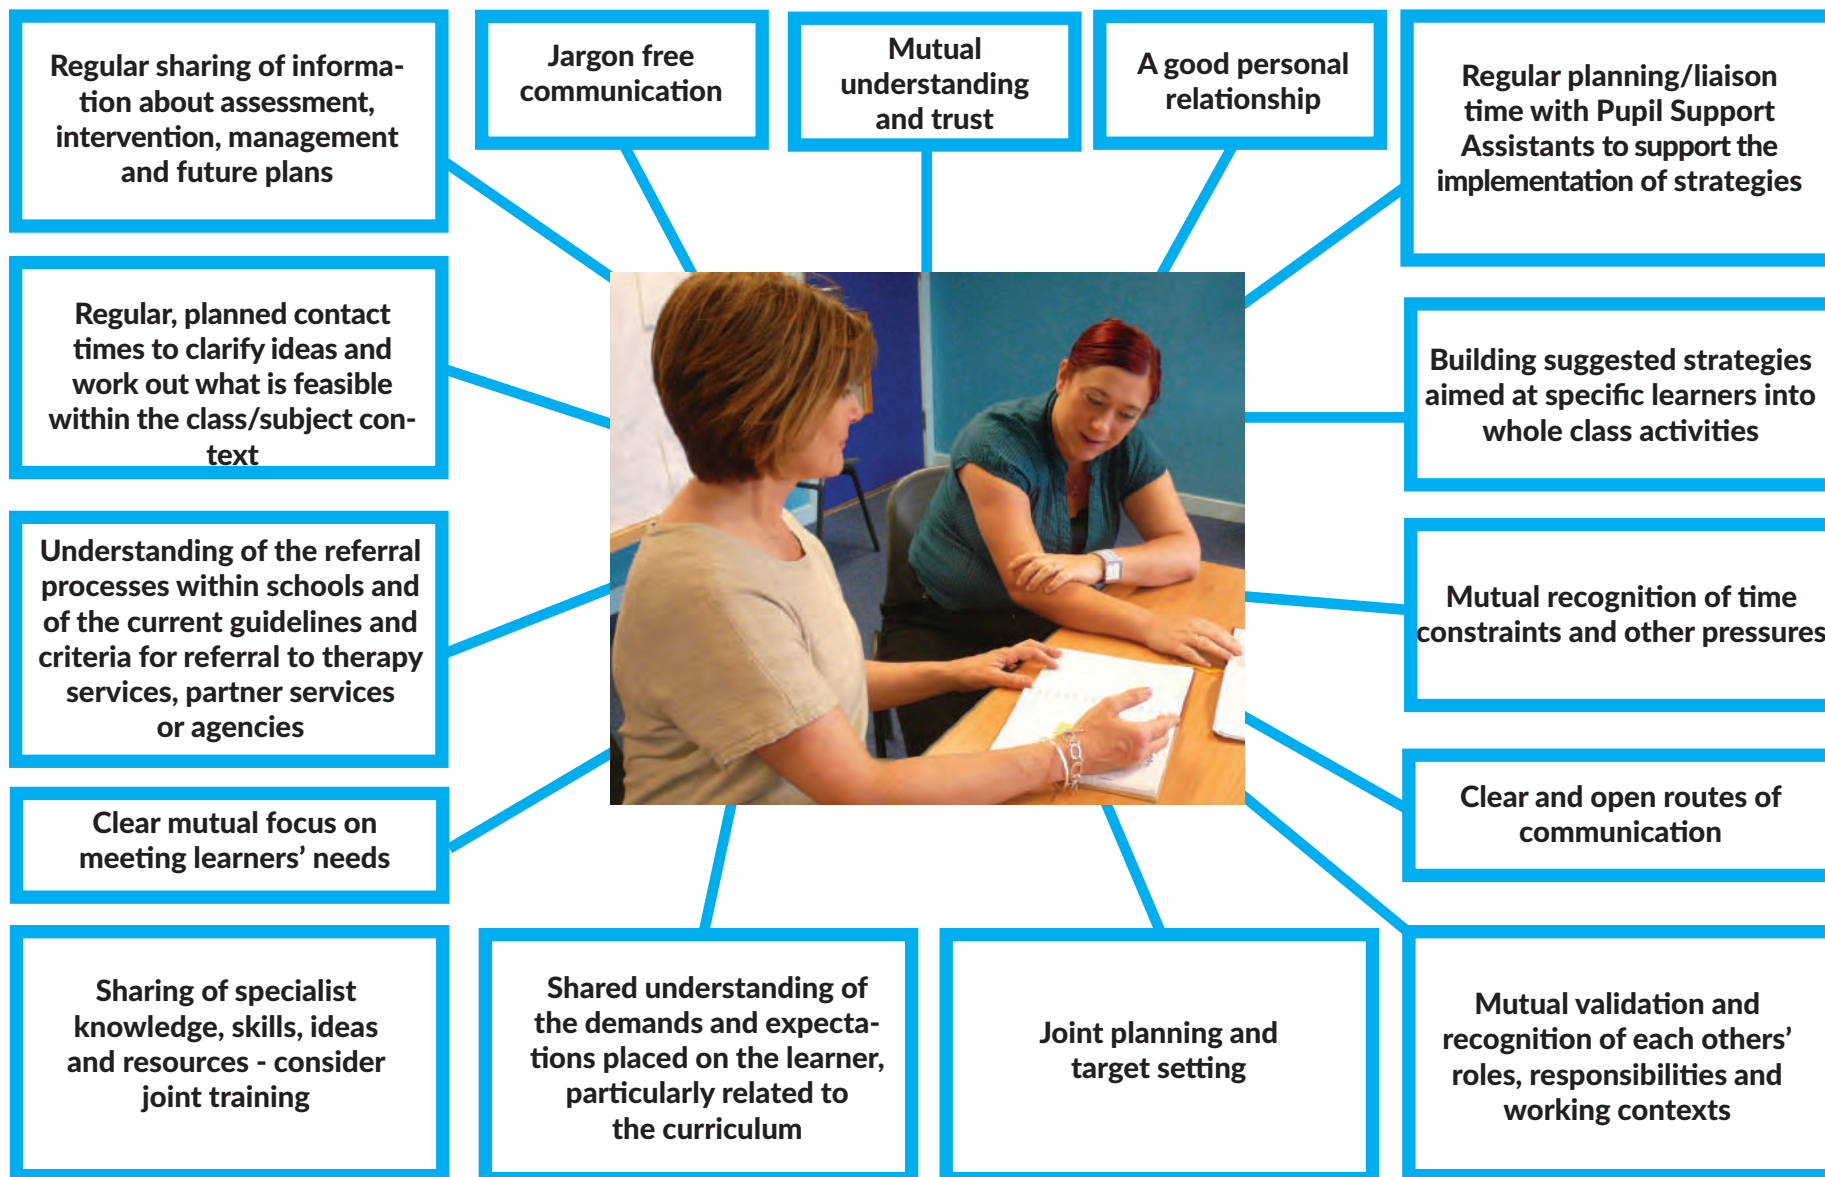 Regular sharing of informa-
tion about assessment,
intervention, management
and future plans
Jargon free
communication
Mutual
understanding
and trust
A good personal
relationship
Regular planning/liaison
time with Pupil Support
Assistants to support the
implementation of strategies
Regular, planned contact
times to clarify ideas and
work out what is feasible
within the class/subject con-
text
Building suggested strategies
aimed at specific learners into
whole class activities
Understanding of the referral
processes within schools and
of the current guidelines and
criteria for referral to therapy
services, partner services
or agencies
Mutual recognition of time
constraints and other pressures
Clear mutual focus on
meeting learners’ needs
Clear and open routes of
communication
Sharing of specialist
knowledge, skills, ideas
and resources - consider
joint training
Shared understanding of
the demands and expecta-
tions placed on the learner,
particularly related to
the curriculum
Joint planning and
target setting
Mutual validation and
recognition of each others’
roles, responsibilities and
working contexts